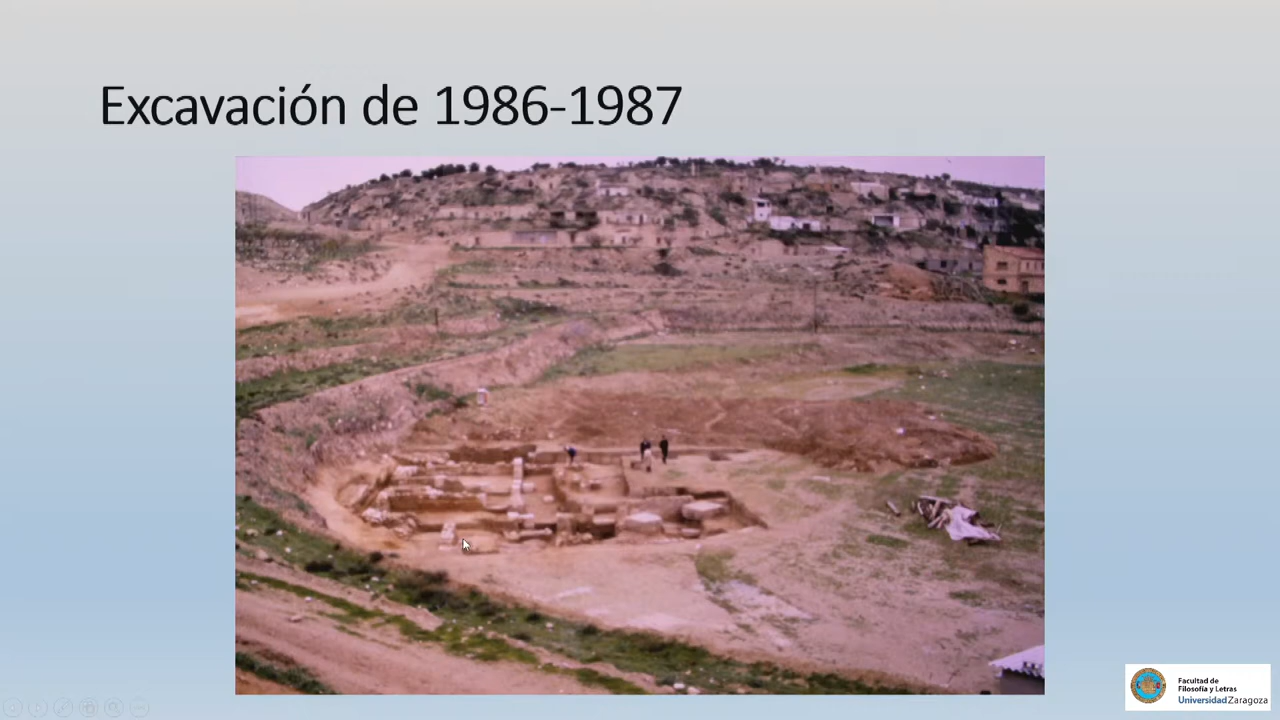 Excavación de 1986-1987
Facultad de
Filosofía y Letras
Universidad Zaragoza